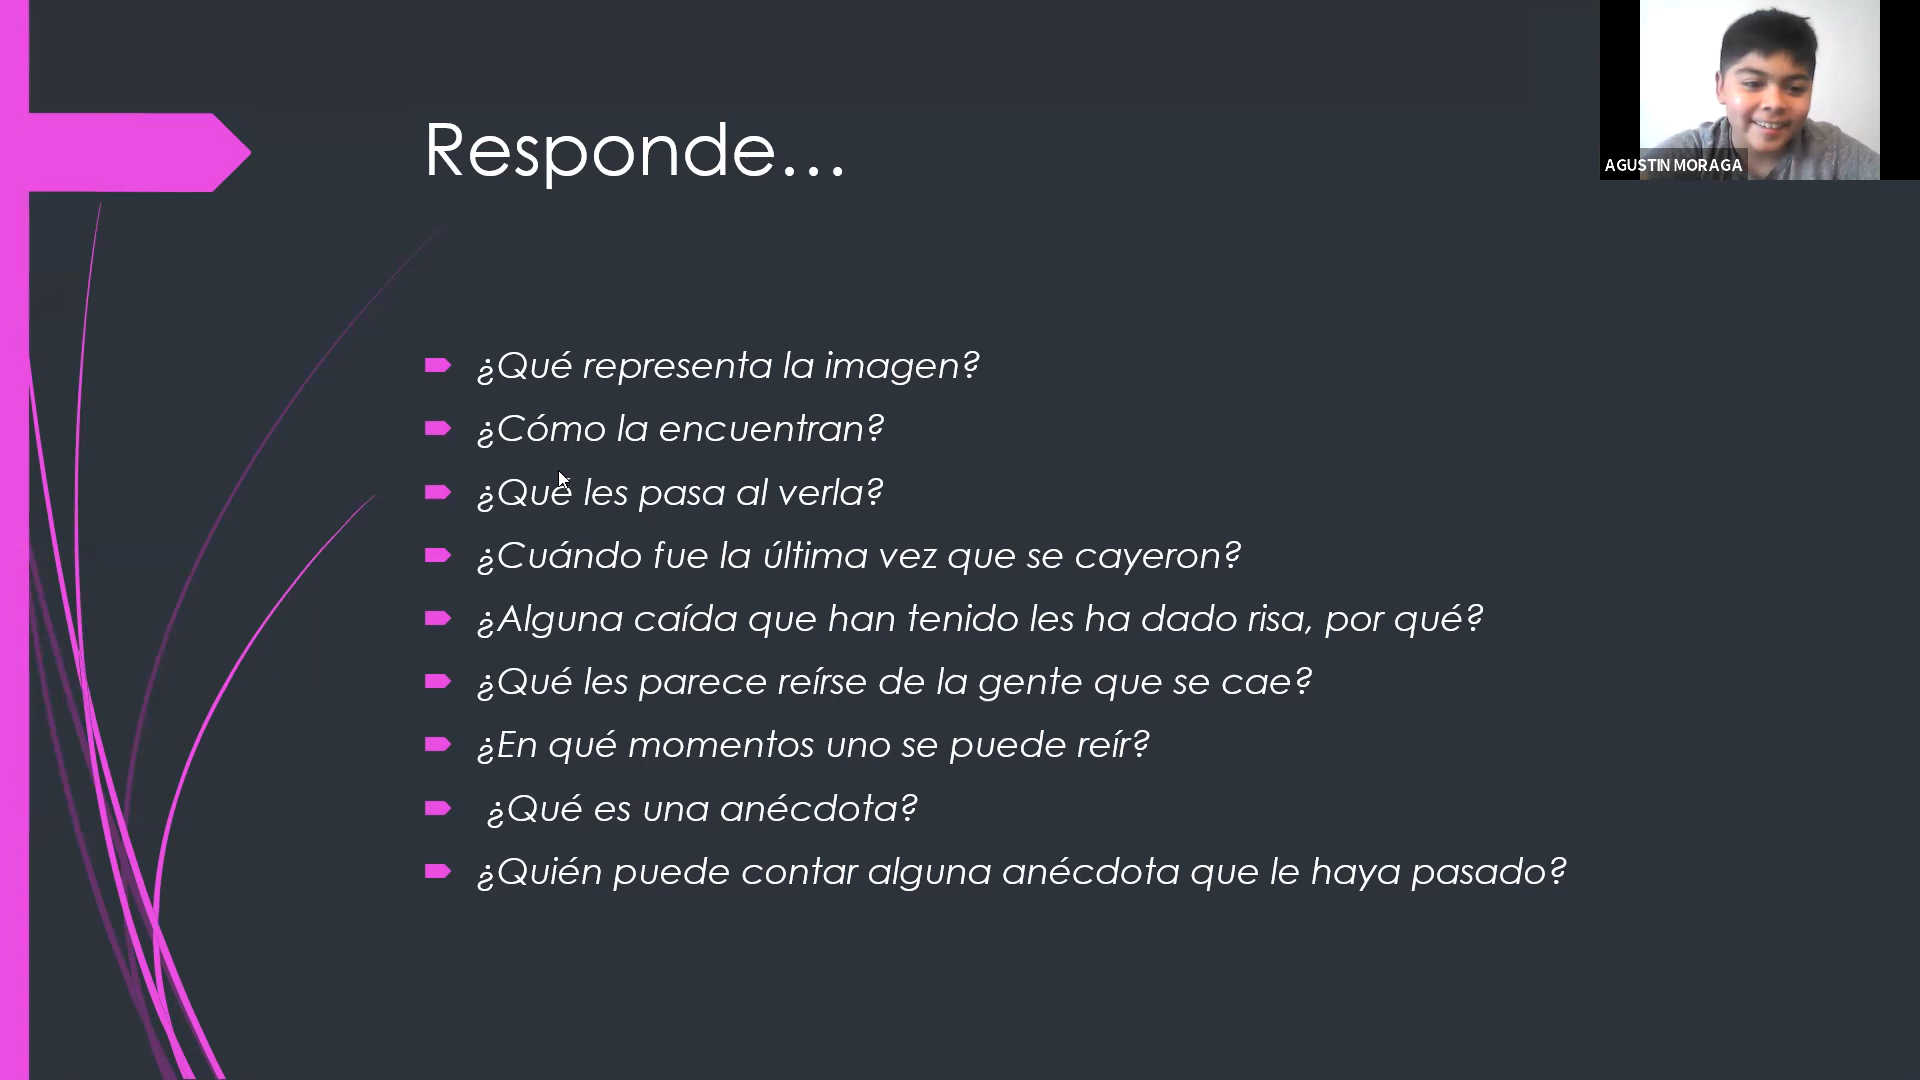 Responde...
AGUSTIN MORAGA
¿Qué representa la imagen?
¿Cómo la encuentran?
¿Qué les pasa al verla?
¿Cuándo fue la última vez que se cayeron?
¿Alguna caída que han tenido les ha dado risa, por qué?
¿Qué les parece reírse de la gente que se cae?
¿En qué momentos uno se puede reír?
¿Qué es una anécdota?
¿Quién puede contar alguna anécdota que le haya pasado?